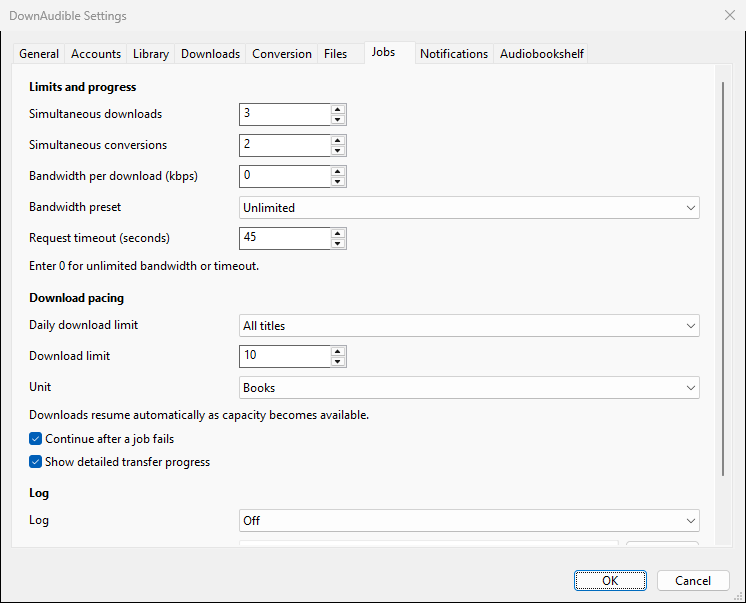 DownAudible Settings
General Accounts Library Downloads Conversion Files Jobs Notifications Audiobookshelf
Limits and progress
Simultaneous downloads 3
Simultaneous conversions 2
Bandwidth per download (kbps) 0
Bandwidth preset Unlimited
Request timeout (seconds) 45
Enter 0 for unlimited bandwidth or timeout.
Download pacing
Daily download limit All titles
Download limit 10
Unit Books
Downloads resume automatically as capacity becomes available.
Continue after a job fails
Show detailed transfer progress
Log
Log Off
OK Cancel